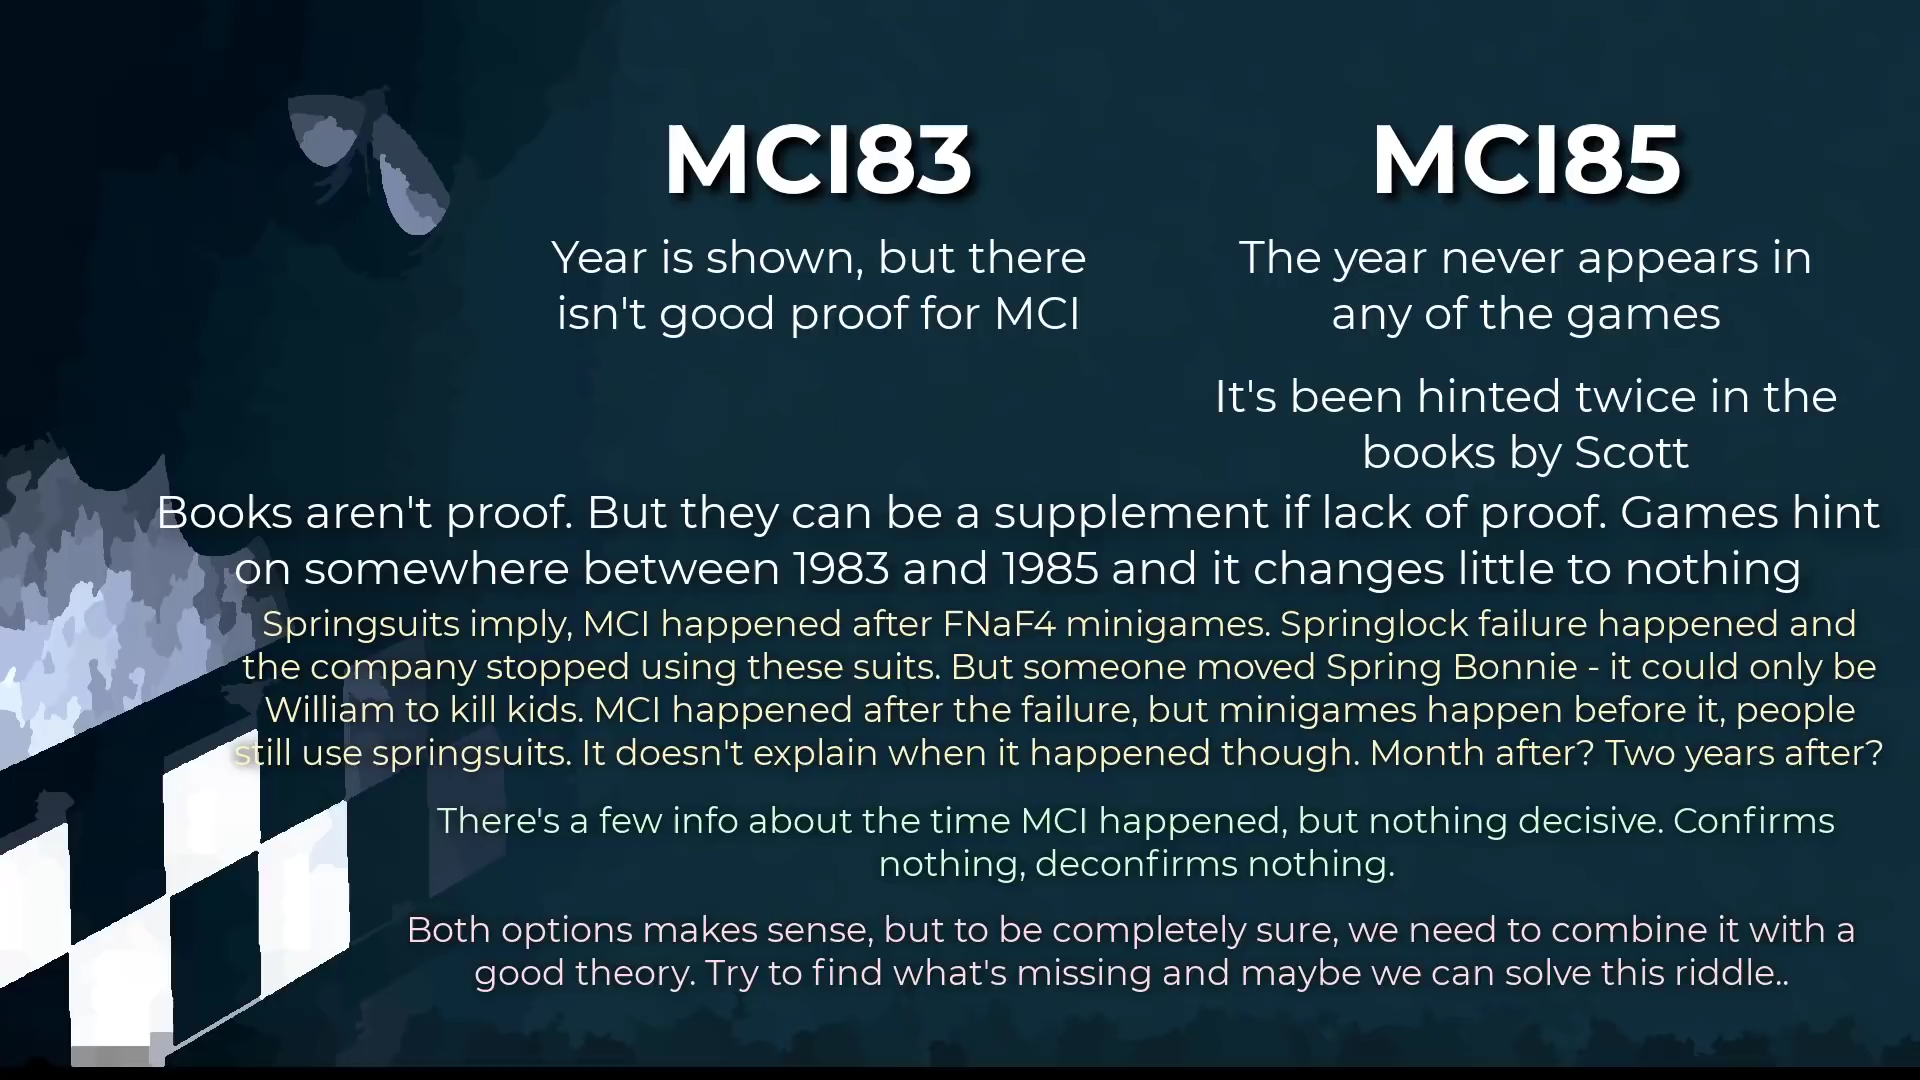 MCI83
Year is shown, but there
isn't good proof for MCI
MCI85
The year never appears in
any of the games
It's been hinted twice in the
books by Scott
Books aren't proof. But they can be a supplement if lack of proof. Games hint
on somewhere between 1983 and 1985 and it changes little to nothing
Springsuits imply, MCI happened after FNaF4 minigames. Springlock failure happened and
the company stopped using these suits. But someone moved Spring Bonnie - it could only be
William to kill kids. MCI happened after the failure, but minigames happen before it, people
still use springsuits. It doesn't explain when it happened though. Month after? Two years after?
There's a few info about the time MCI happened, but nothing decisive. Confirms
nothing, deconfirms nothing.
Both options makes sense, but to be completely sure, we need to combine it with a
good theory. Try to find what's missing and maybe we can solve this riddle..